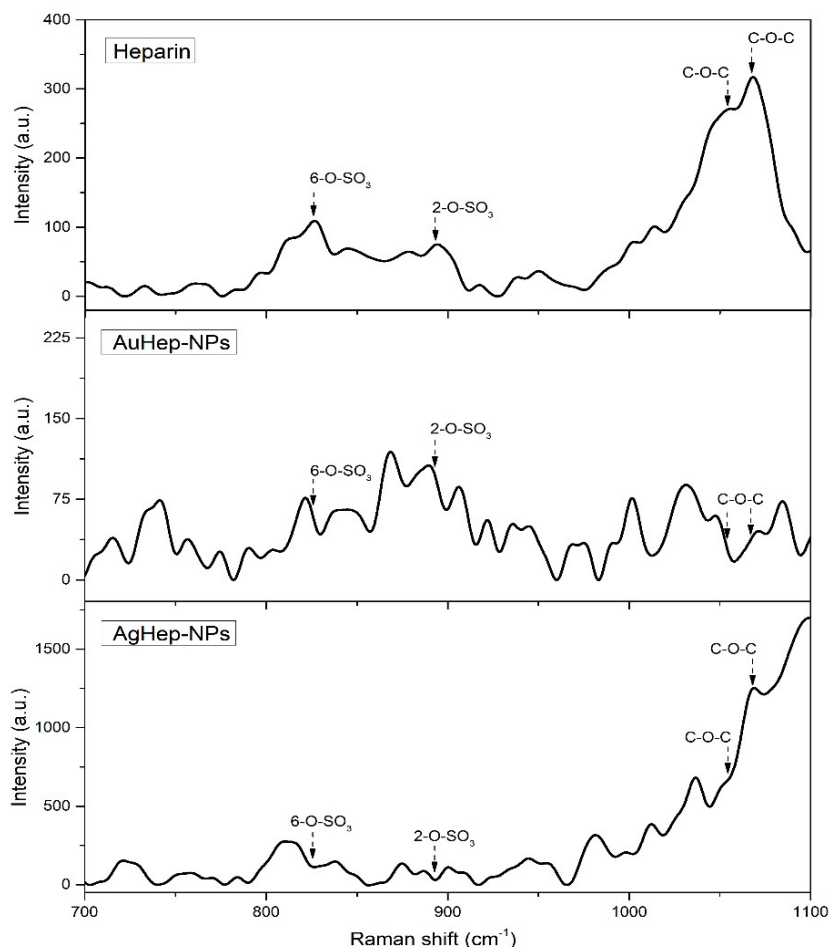 400
C-O-C
Heparin
C-O-C
300
Intensity (a.u.)
200
6-O-SO₃
2-O-SO₃
100
0
225
AuHep-NPs
150
2-O-SO₃
Intensity (a.u.)
6-O-SO₃
C-O-C
75
0
AgHep-NPs
1500
C-O-C
Intensity (a.u.)
1000
C-O-C
500
6-O-SO₃
2-O-SO₃
0
700 800 900 1000 1100
Raman shift (cm⁻¹)